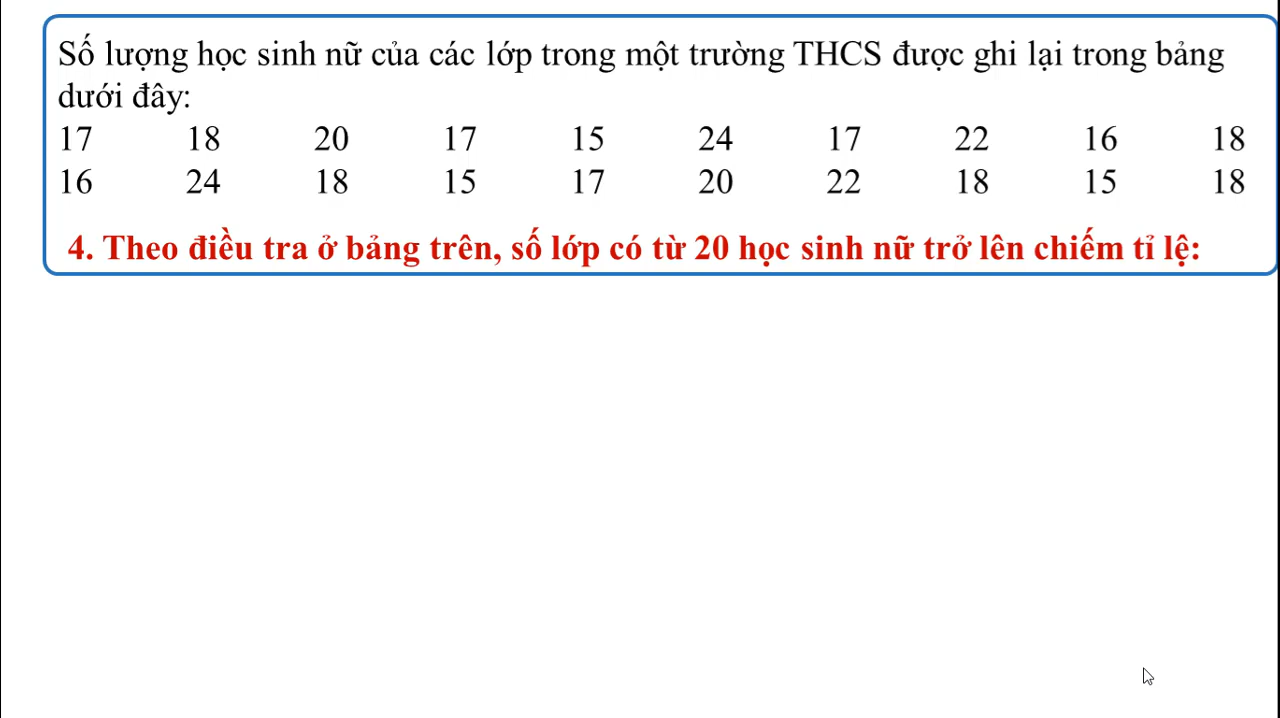 Số lượng học sinh nữ của các lớp trong một trường THCS được ghi lại trong bảng
dưới đây:
17 18 20 17 15 24 17 22 16 18
16 24 18 15 17 20 22 18 15 18
4. Theo điều tra ở bảng trên, số lớp có từ 20 học sinh nữ trở lên chiếm tỉ lệ: